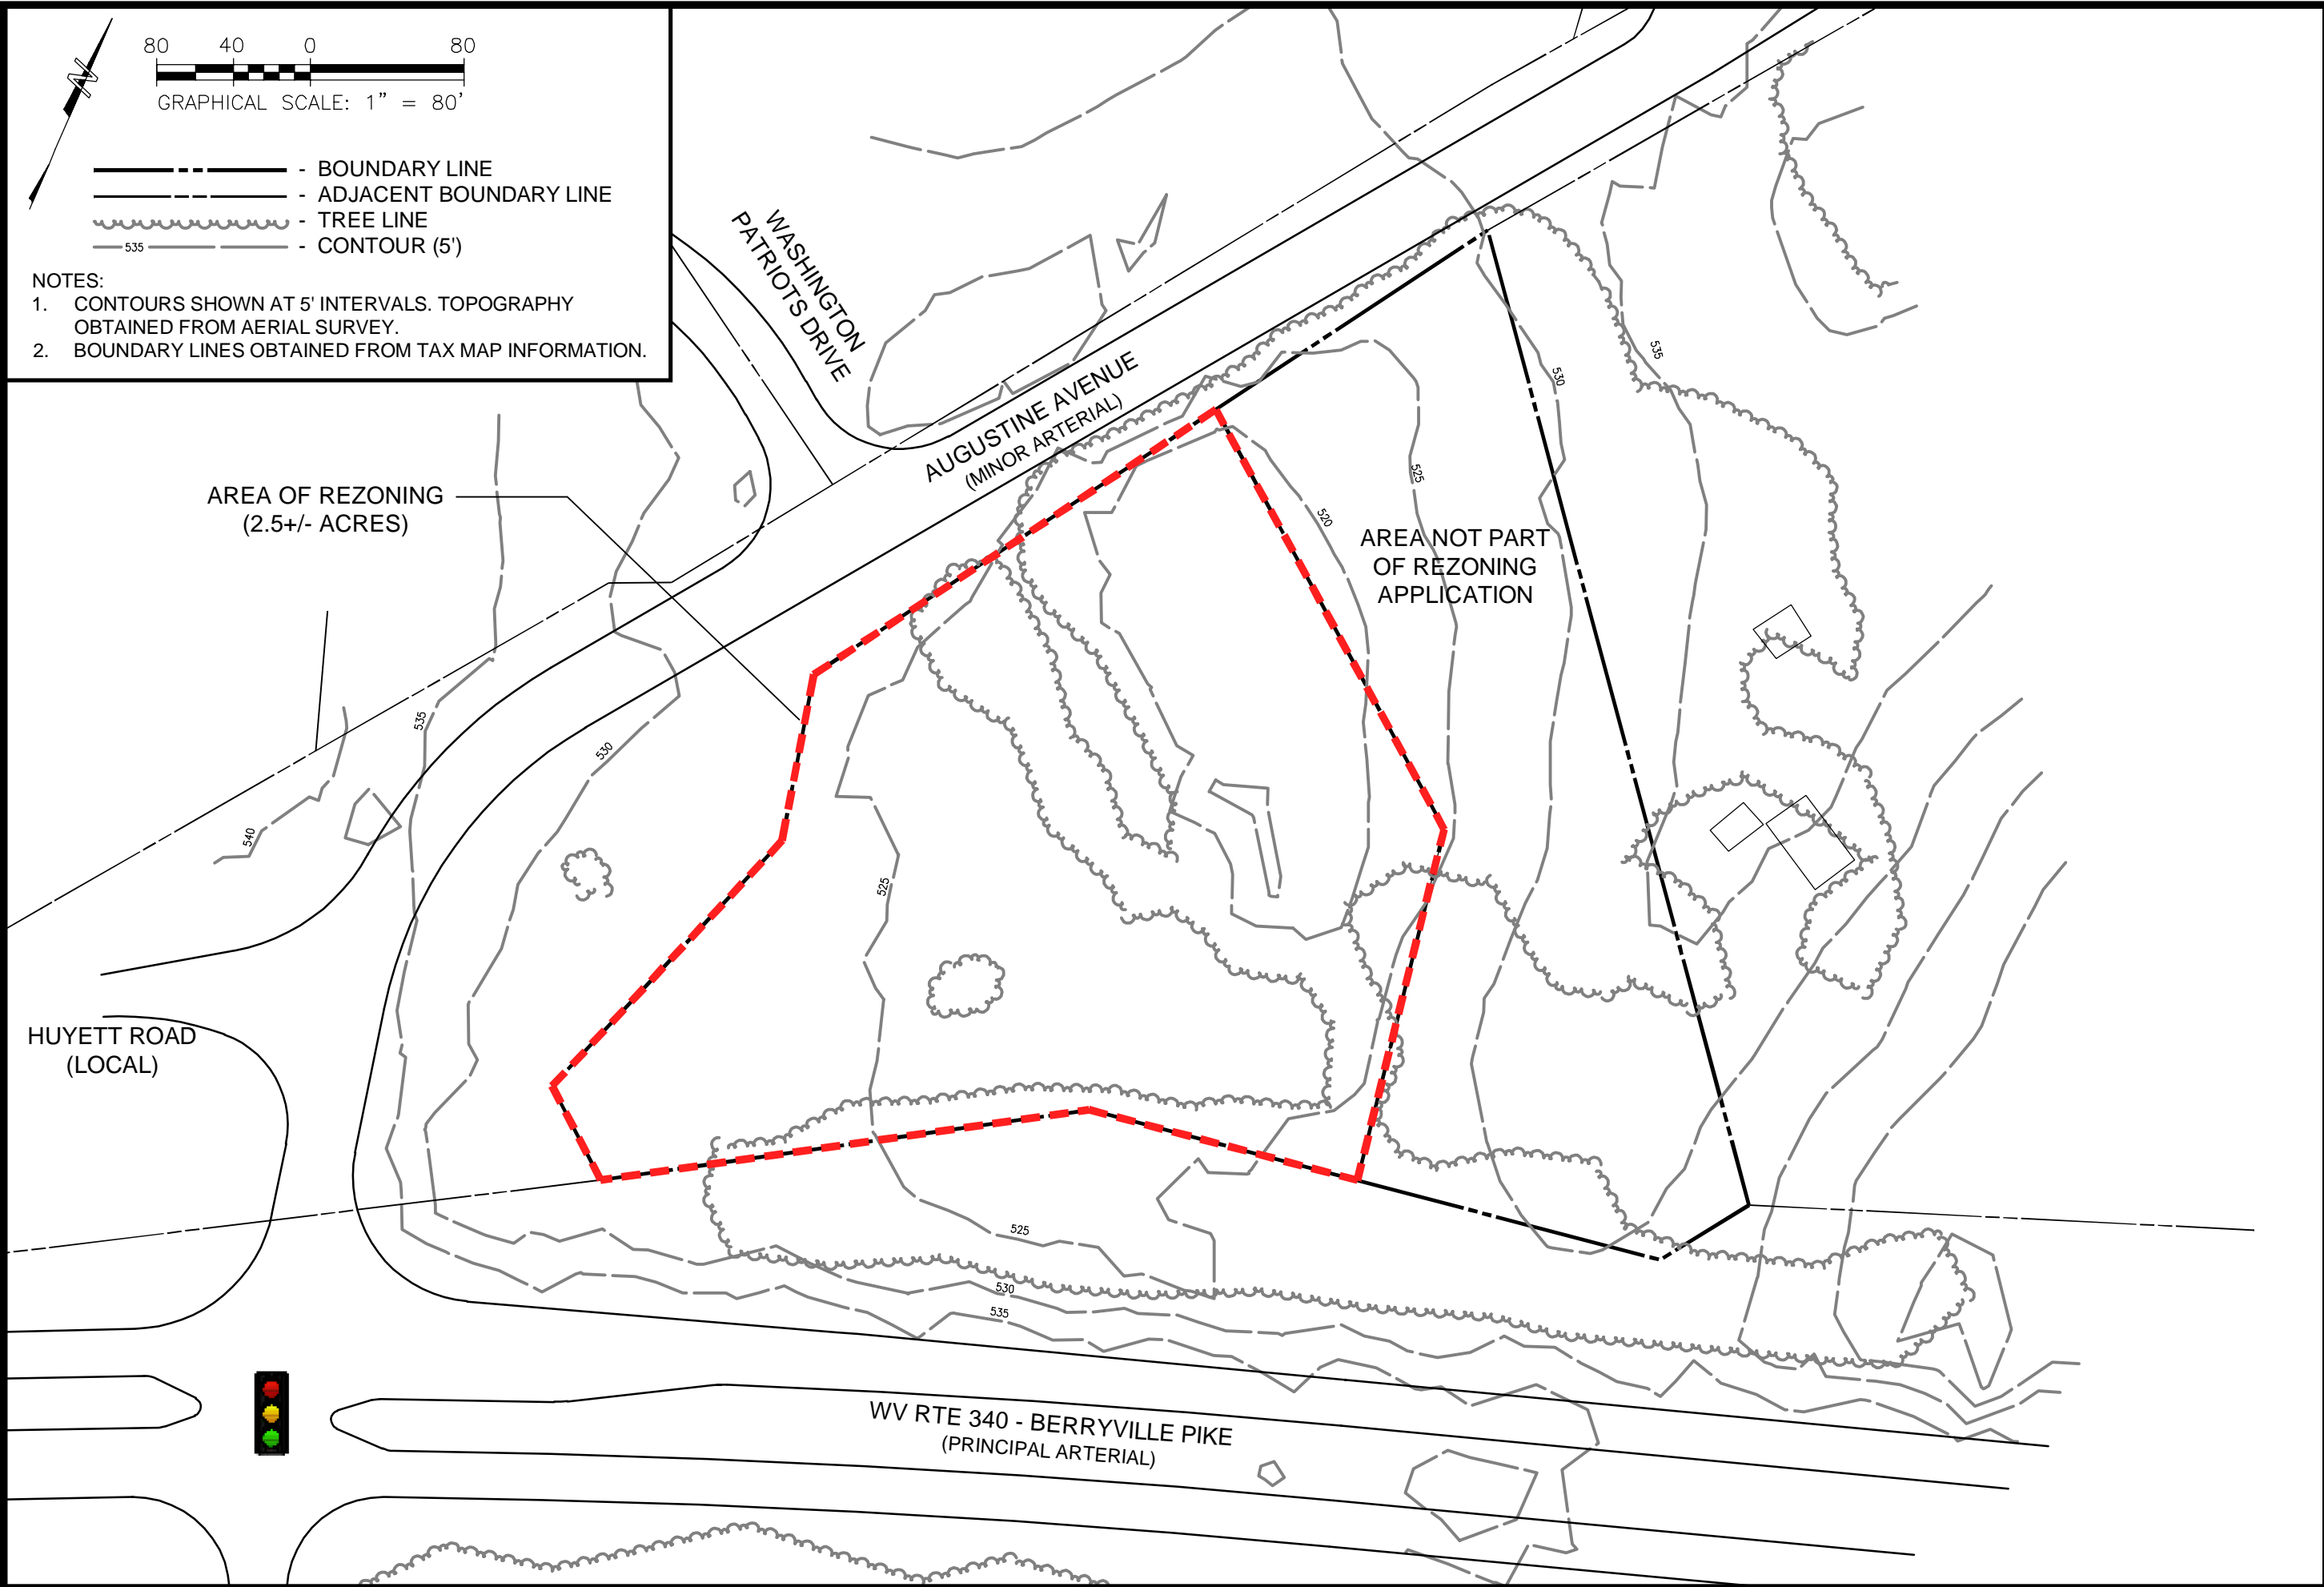 80 40 0 80
GRAPHICAL SCALE: 1" = 80'
N
- BOUNDARY LINE
- ADJACENT BOUNDARY LINE
- TREE LINE
535 - CONTOUR (5')
NOTES:
1. CONTOURS SHOWN AT 5' INTERVALS. TOPOGRAPHY
OBTAINED FROM AERIAL SURVEY.
2. BOUNDARY LINES OBTAINED FROM TAX MAP INFORMATION.
WASHINGTON
PATRIOTS DRIVE
AUGUSTINE AVENUE
(MINOR ARTERIAL)
AREA OF REZONING
(2.5+/- ACRES)
AREA NOT PART
OF REZONING
APPLICATION
535
530
525
520
535
530
540
525
HUYETT ROAD
(LOCAL)
525
530
535
WV RTE 340 - BERRYVILLE PIKE
(PRINCIPAL ARTERIAL)